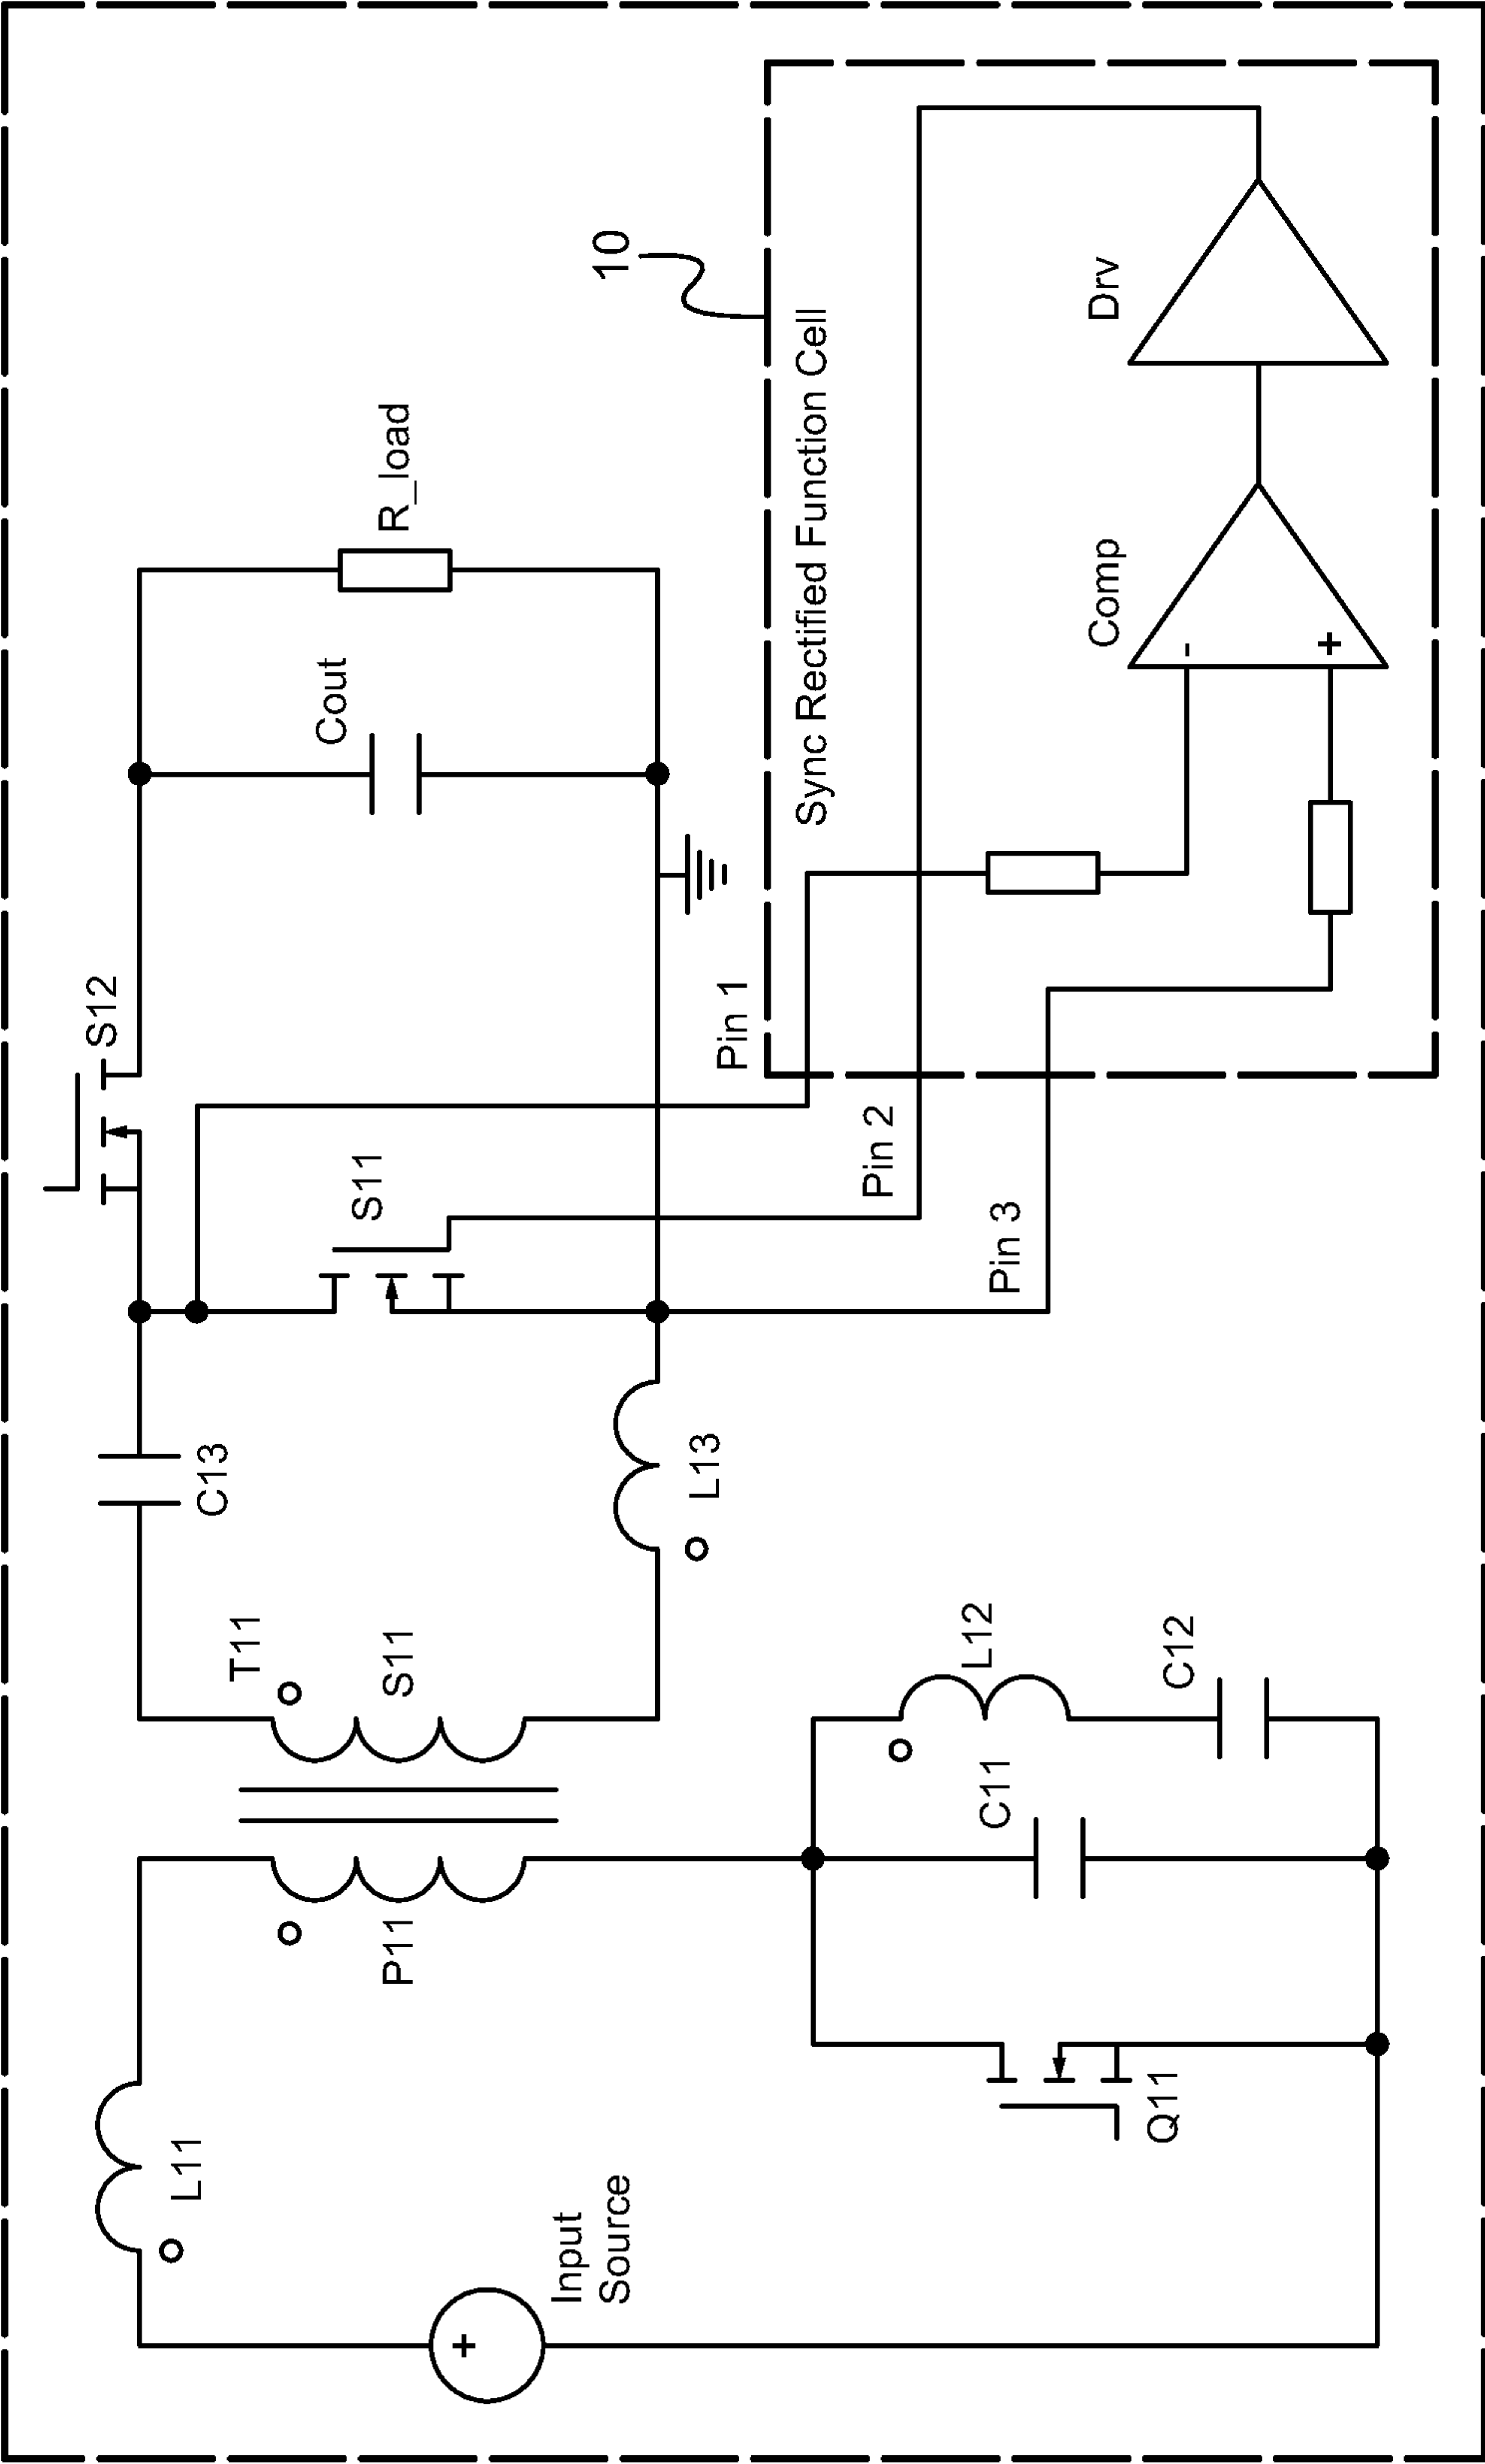 Input
Source
+
L11
P11
T11
S11
Q11
C11
L12
C12
C13
L13
S11
S12
Cout
R_load
Pin 1
Pin 2
Pin 3
10
Sync Rectified Function Cell
Comp
-
+
Drv